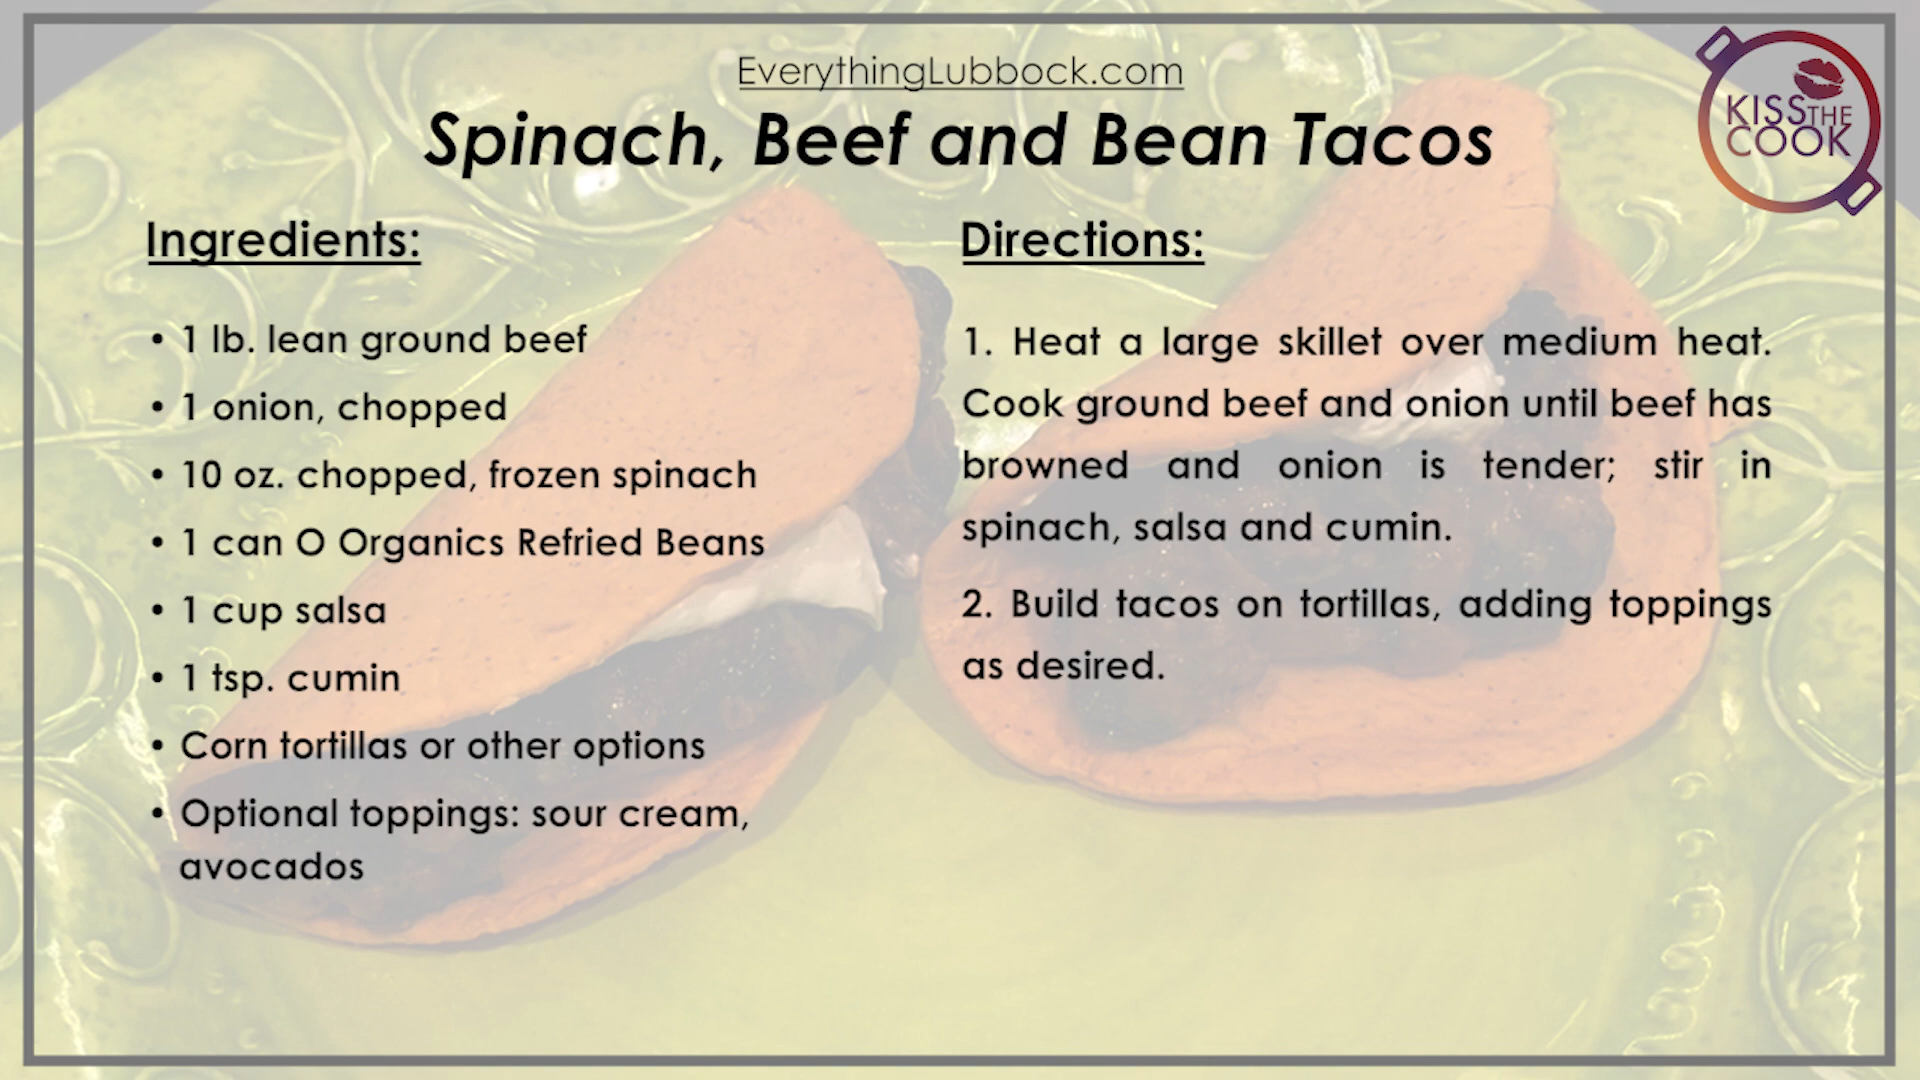 EverythingLubbock.com
Spinach, Beef and Bean Tacos
KISS THE
COOK
Ingredients:
• 1 lb. lean ground beef
• 1 onion, chopped
• 10 oz. chopped, frozen spinach
• 1 can O Organics Refried Beans
• 1 cup salsa
• 1 tsp. cumin
• Corn tortillas or other options
• Optional toppings: sour cream,
avocados
Directions:
1. Heat a large skillet over medium heat.
Cook ground beef and onion until beef has
browned and onion is tender; stir in
spinach, salsa and cumin.
2. Build tacos on tortillas, adding toppings
as desired.